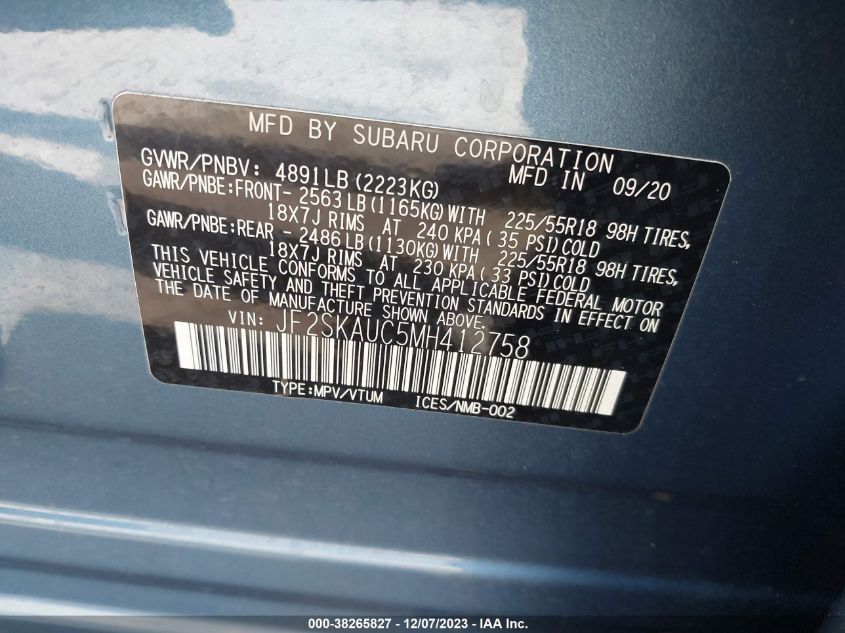 MFD BY SUBARU CORPORATION
GVWR/PNBV: 4891LB (2223KG) MFD IN 09/20
GAWR/PNBE:FRONT- 2563 LB (1165KG) WITH 225/55R18 98H TIRES,
18X7J RIMS AT 240 KPA ( 35 PSI) COLD
GAWR/PNBE:REAR - 2486 LB (1130KG) WITH 225/55R18 98H TIRES,
18X7J RIMS AT 230 KPA ( 33 PSI) COLD
THIS VEHICLE CONFORMS TO ALL APPLICABLE FEDERAL MOTOR
VEHICLE SAFETY AND THEFT PREVENTION STANDARDS IN EFFECT ON
THE DATE OF MANUFACTURE SHOWN ABOVE.
VIN: JF2SKAUC5MH412758
TYPE:MPV/VTUM ICES/NMB-002
000-38265827 - 12/07/2023 - IAA Inc.